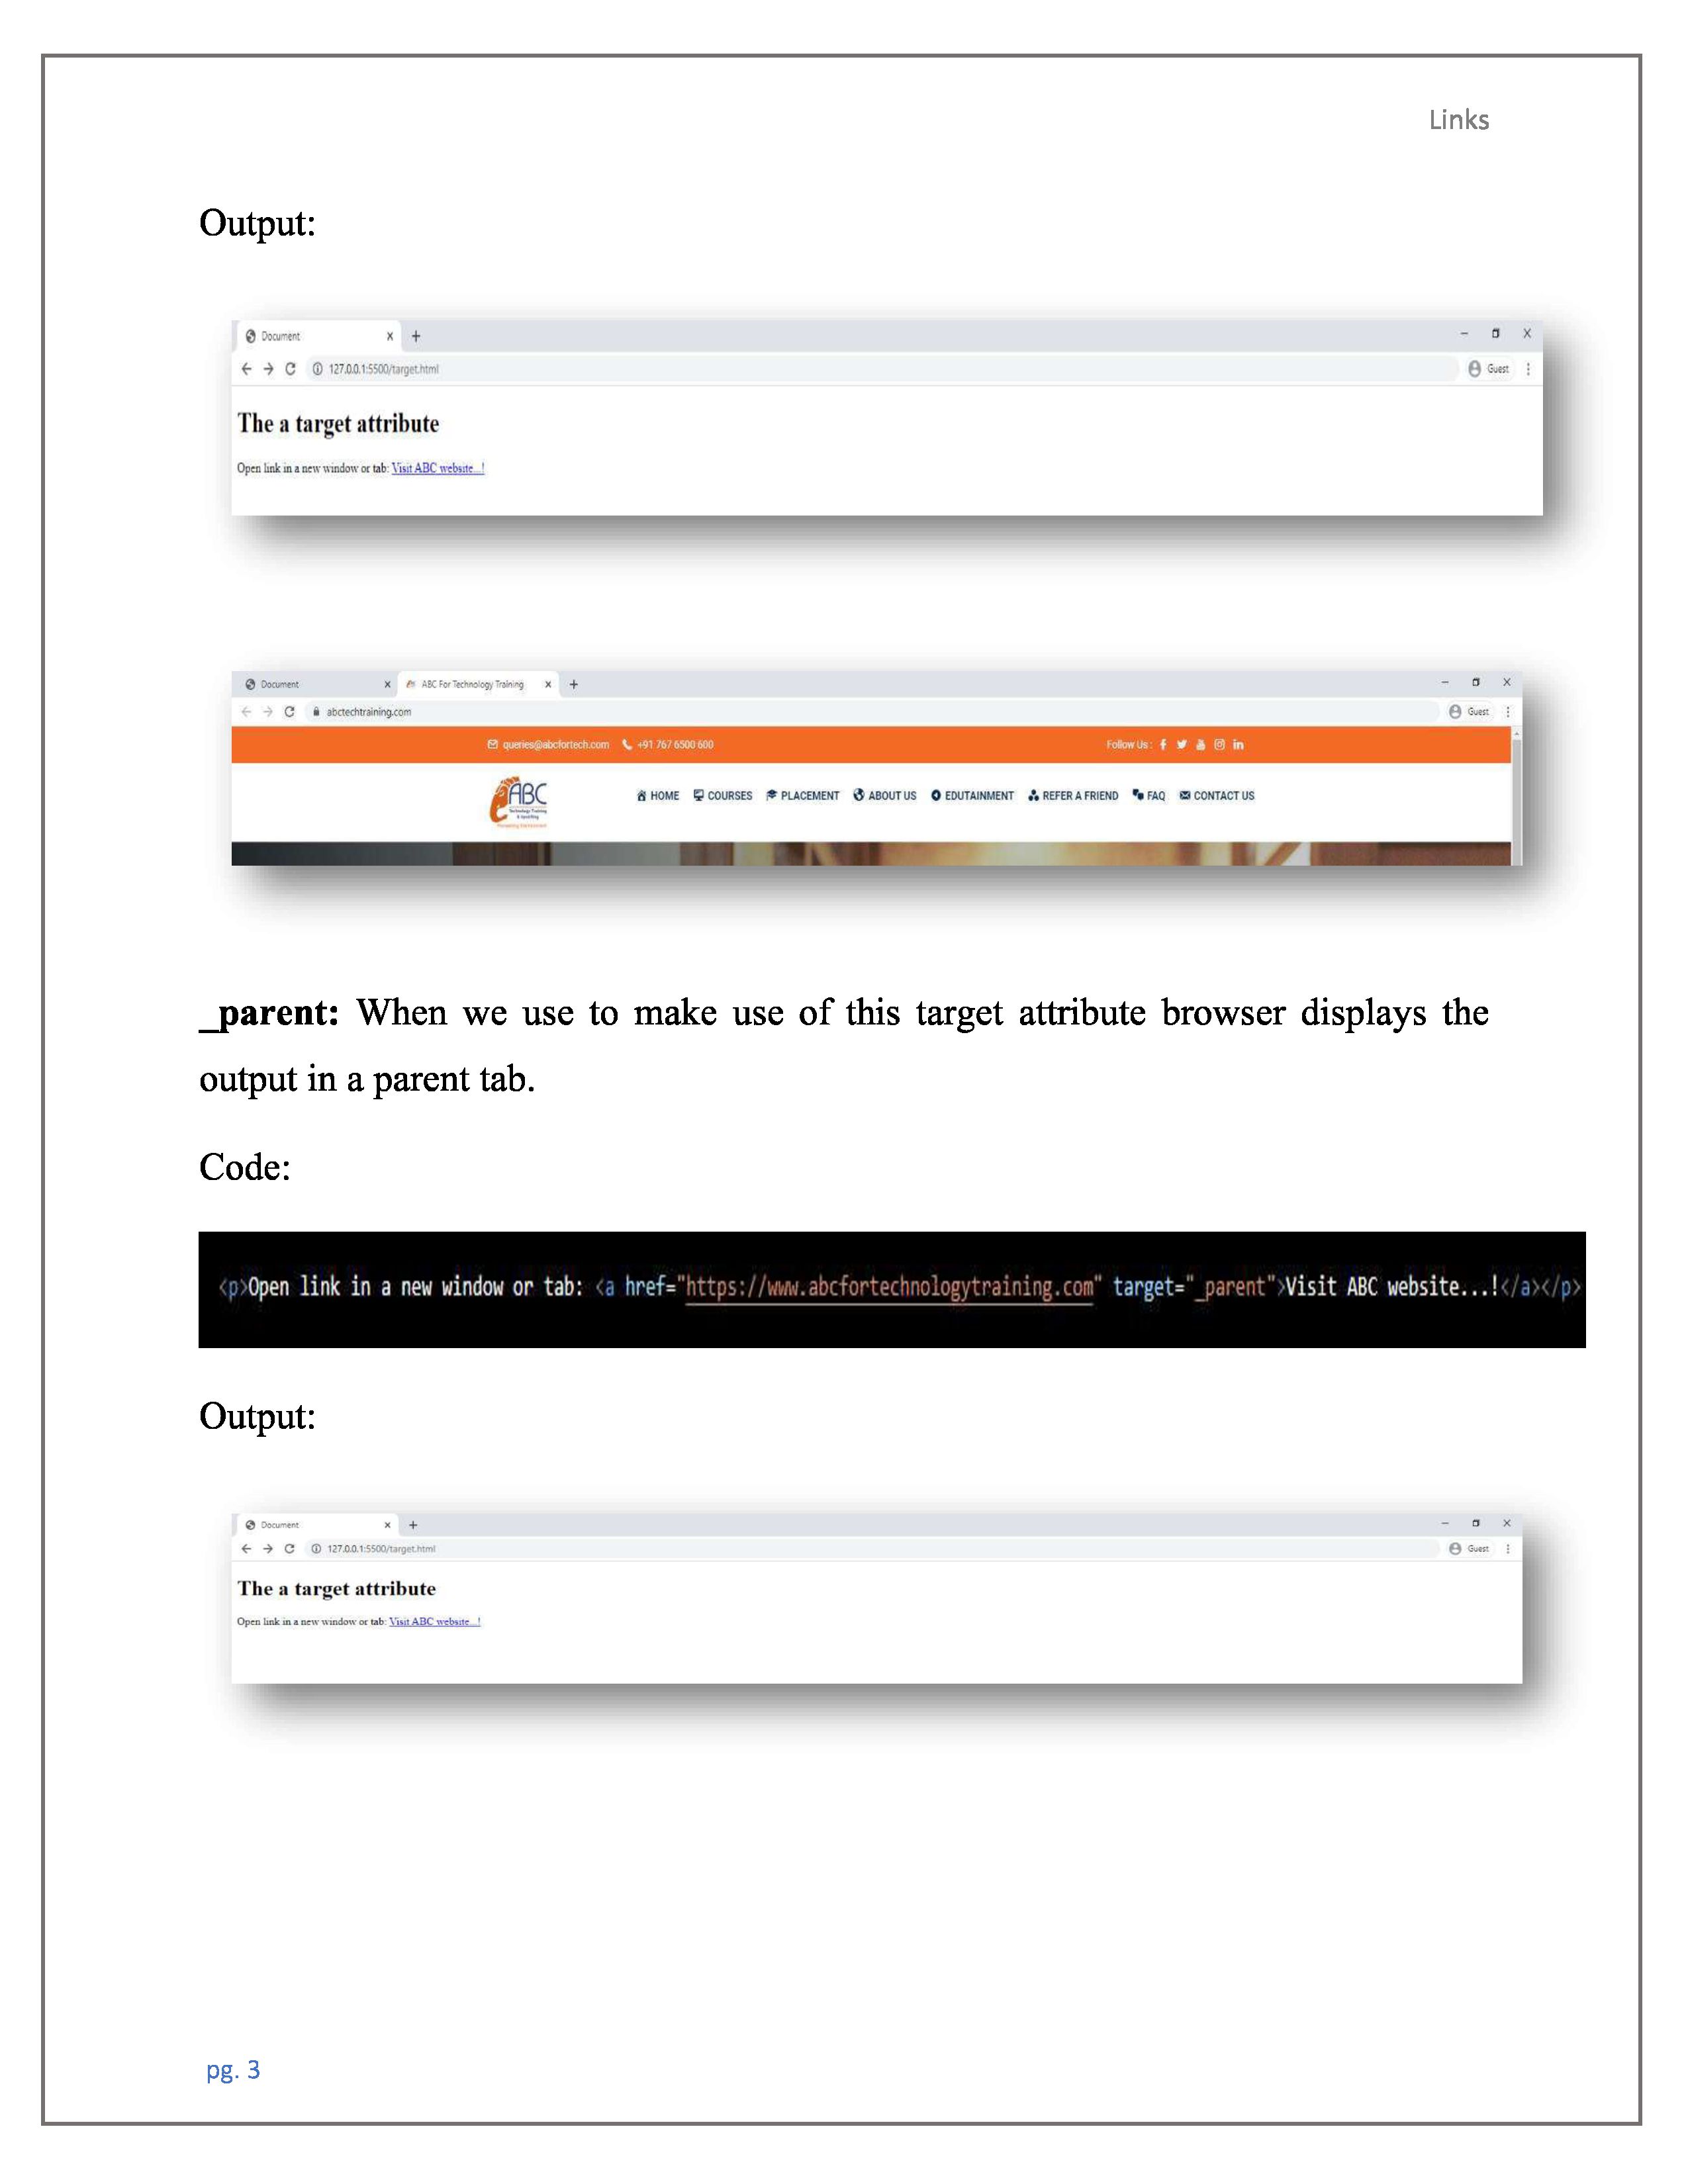 Links
Output:
Document
127.0.0.1:5500/target.html
Guest
The a target attribute
Open link in a new window or tab: Visit ABC website...!
Document ABC For Technology Training
abctechtraining.com
Guest
queries@abcfortech.com +91 767 6500 600 Follow Us :
ABC
HOME COURSES PLACEMENT ABOUT US EDUTAINMENT REFER A FRIEND FAQ CONTACT US
_parent: When we use to make use of this target attribute browser displays the
output in a parent tab.
Code:
<p>Open link in a new window or tab: <a href="https://www.abcfortechnologytraining.com" target="_parent">Visit ABC website...!</a></p>
Output:
Document
127.0.0.1:5500/target.html
Guest
The a target attribute
Open link in a new window or tab: Visit ABC website...!
pg. 3